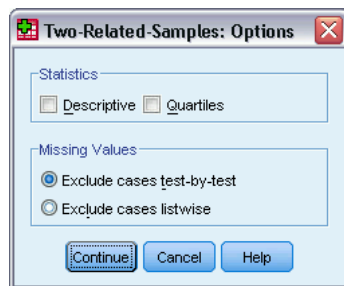 Two-Related-Samples: Options
Statistics
Descriptive Quartiles
Missing Values
Exclude cases test-by-test
Exclude cases listwise
Continue Cancel Help